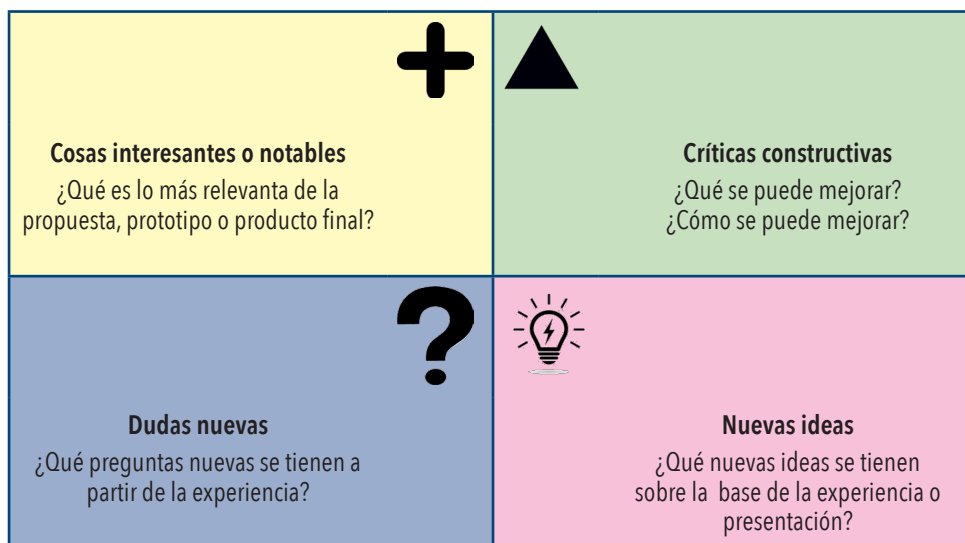 Cosas interesantes o notables
¿Qué es lo más relevanta de la
propuesta, prototipo o producto final?
Críticas constructivas
¿Qué se puede mejorar?
¿Cómo se puede mejorar?
Dudas nuevas
¿Qué preguntas nuevas se tienen a
partir de la experiencia?
Nuevas ideas
¿Qué nuevas ideas se tienen
sobre la  base de la experiencia o
presentación?